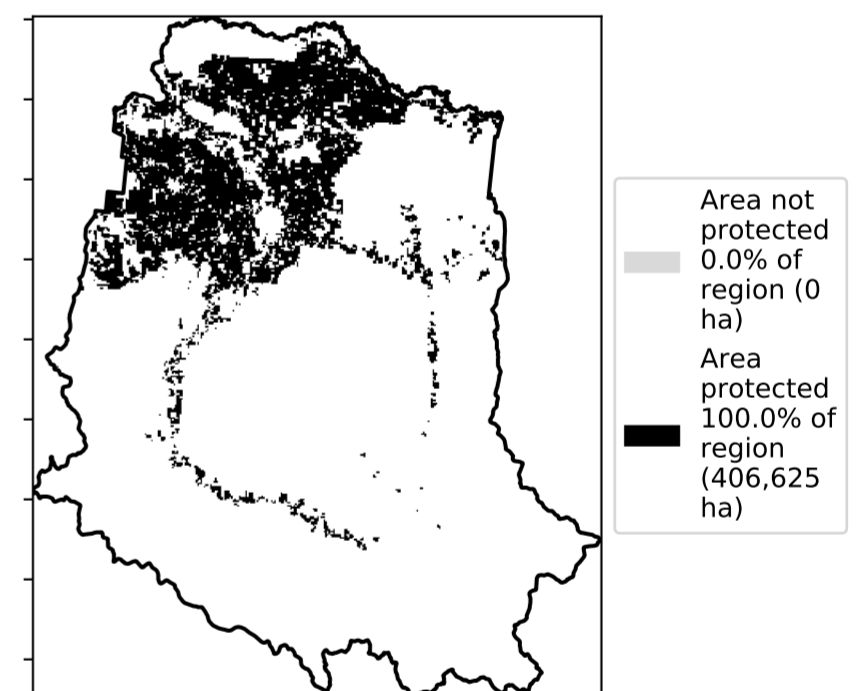 Area not
protected
0.0% of
region (0
ha)
Area
protected
100.0% of
region
(406,625
ha)